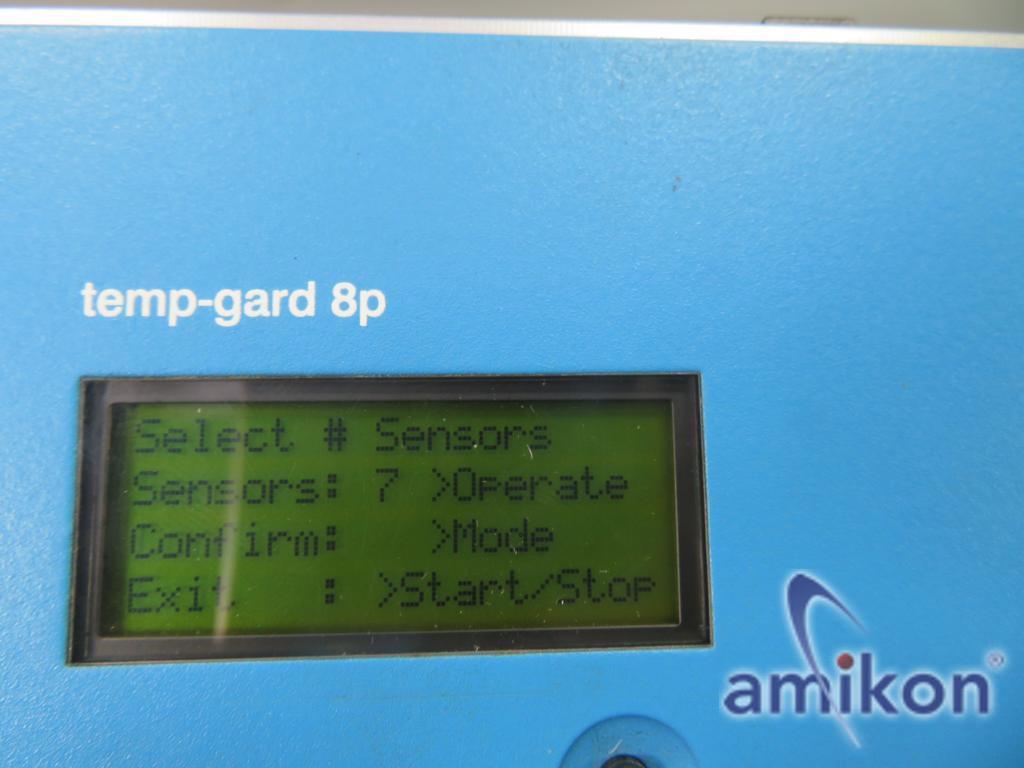 temp-gard 8p
Select # Sensors
Sensors: 7 >Operate
Confirm: >Mode
Exit : >Start/Stop
amikon®